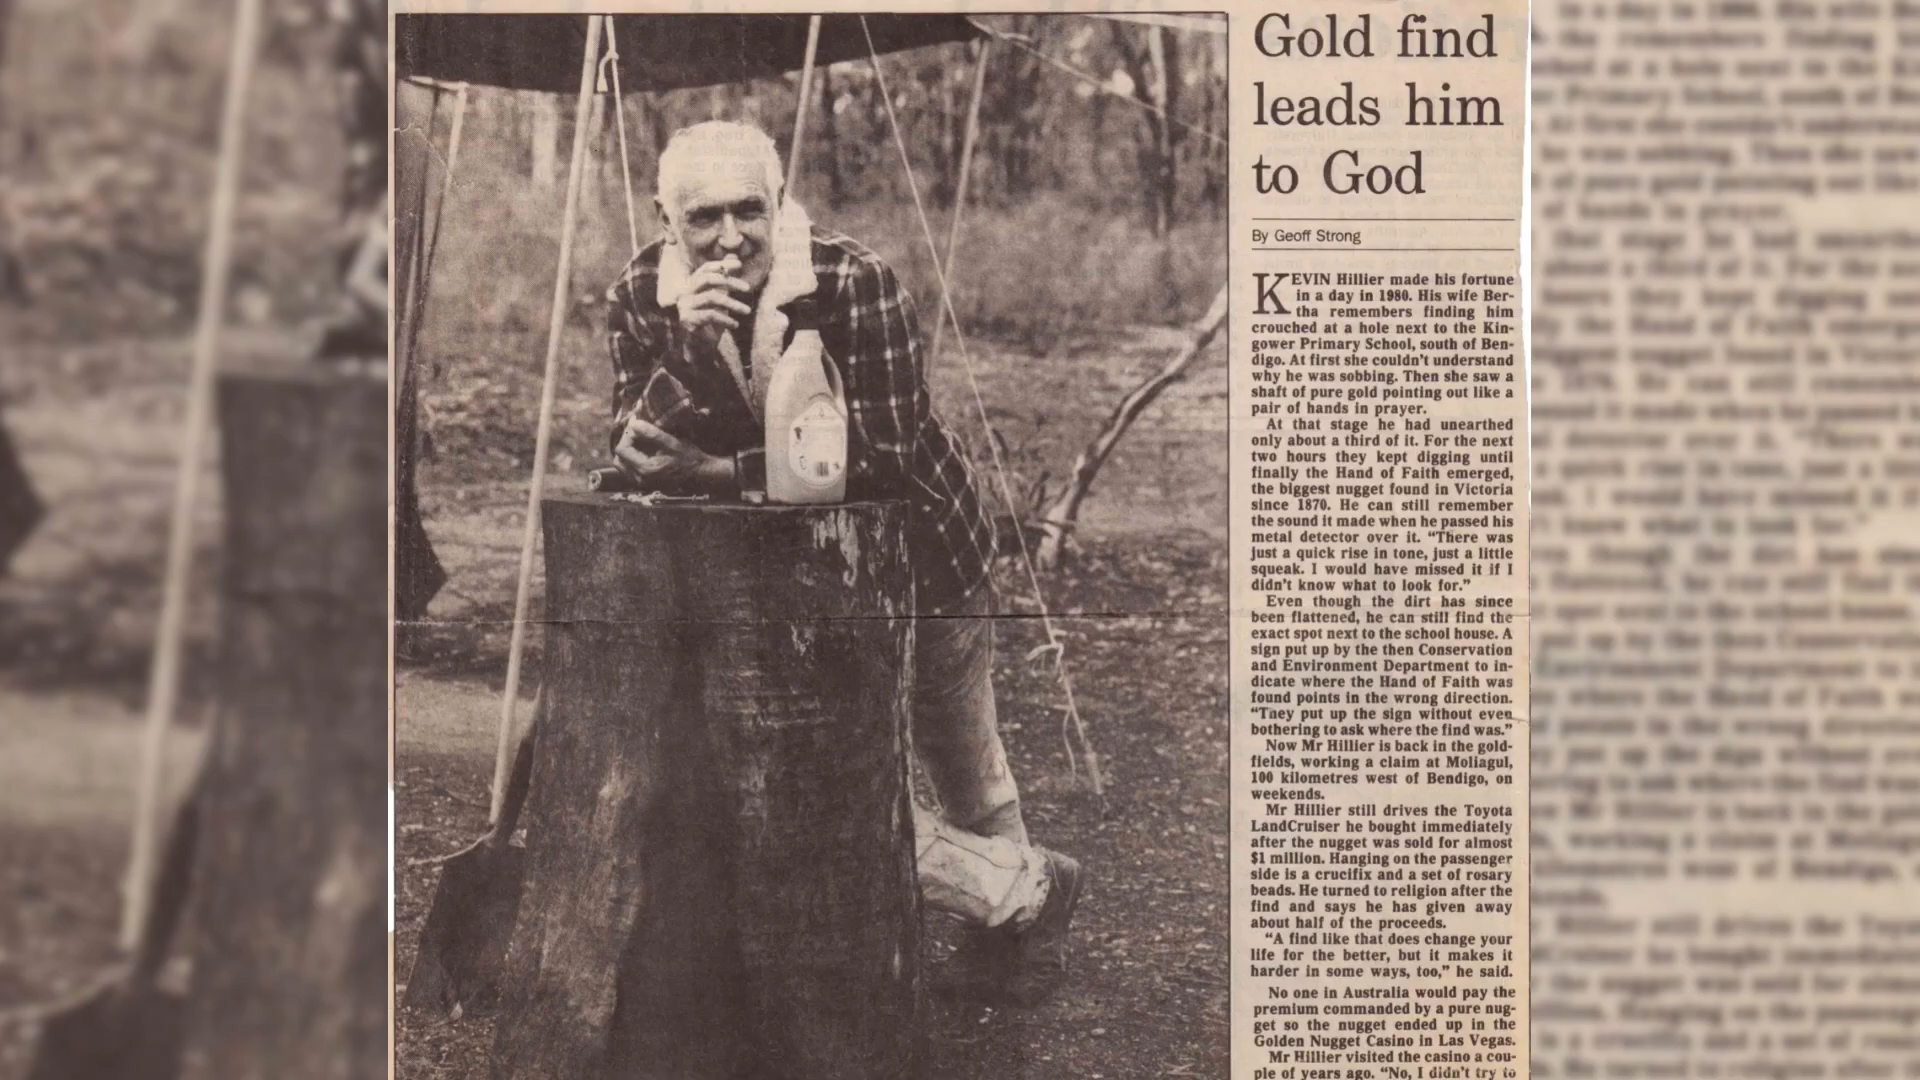 Gold find
leads him
to God
By Geoff Strong
KEVIN Hillier made his fortune
in a day in 1980. His wife Ber-
tha remembers finding him
crouched at a hole next to the Kin-
gower Primary School, south of Ben-
digo. At first she couldn't understand
why he was sobbing. Then she saw a
shaft of pure gold pointing out like a
pair of hands in prayer.
At that stage he had unearthed
only about a third of it. For the next
two hours they kept digging until
finally the Hand of Faith emerged,
the biggest nugget found in Victoria
since 1870. He can still remember
the sound it made when he passed his
metal detector over it. “There was
just a quick rise in tone, just a little
squeak. I would have missed it if I
didn't know what to look for.”
Even though the dirt has since
been flattened, he can still find the
exact spot next to the school house. A
sign put up by the then Conservation
and Environment Department to in-
dicate where the Hand of Faith was
found points in the wrong direction.
“They put up the sign without even
bothering to ask where the find was.”
Now Mr Hillier is back in the gold-
fields, working a claim at Moliagul,
100 kilometres west of Bendigo, on
weekends.
Mr Hillier still drives the Toyota
LandCruiser he bought immediately
after the nugget was sold for almost
$1 million. Hanging on the passenger
side is a crucifix and a set of rosary
beads. He turned to religion after the
find and says he has given away
about half of the proceeds.
“A find like that does change your
life for the better, but it makes it
harder in some ways, too,” he said.
No one in Australia would pay the
premium commanded by a pure nug-
get so the nugget ended up in the
Golden Nugget Casino in Las Vegas.
Mr Hillier visited the casino a cou-
ple of years ago. “No, I didn't try to